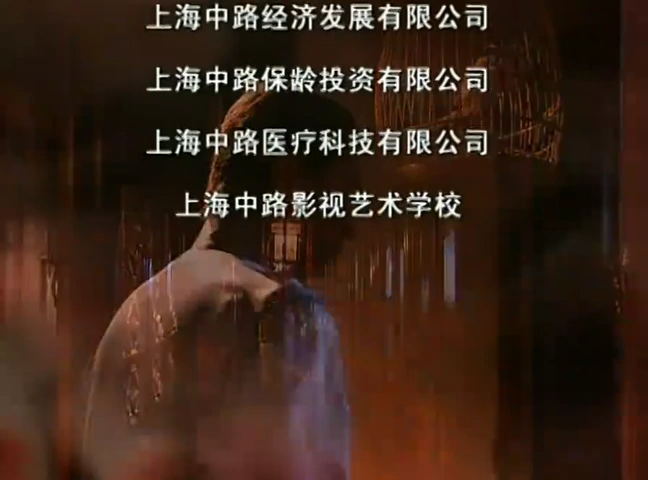 上海中路经济发展有限公司
上海中路保龄投资有限公司
上海中路医疗科技有限公司
上海中路影视艺术学校